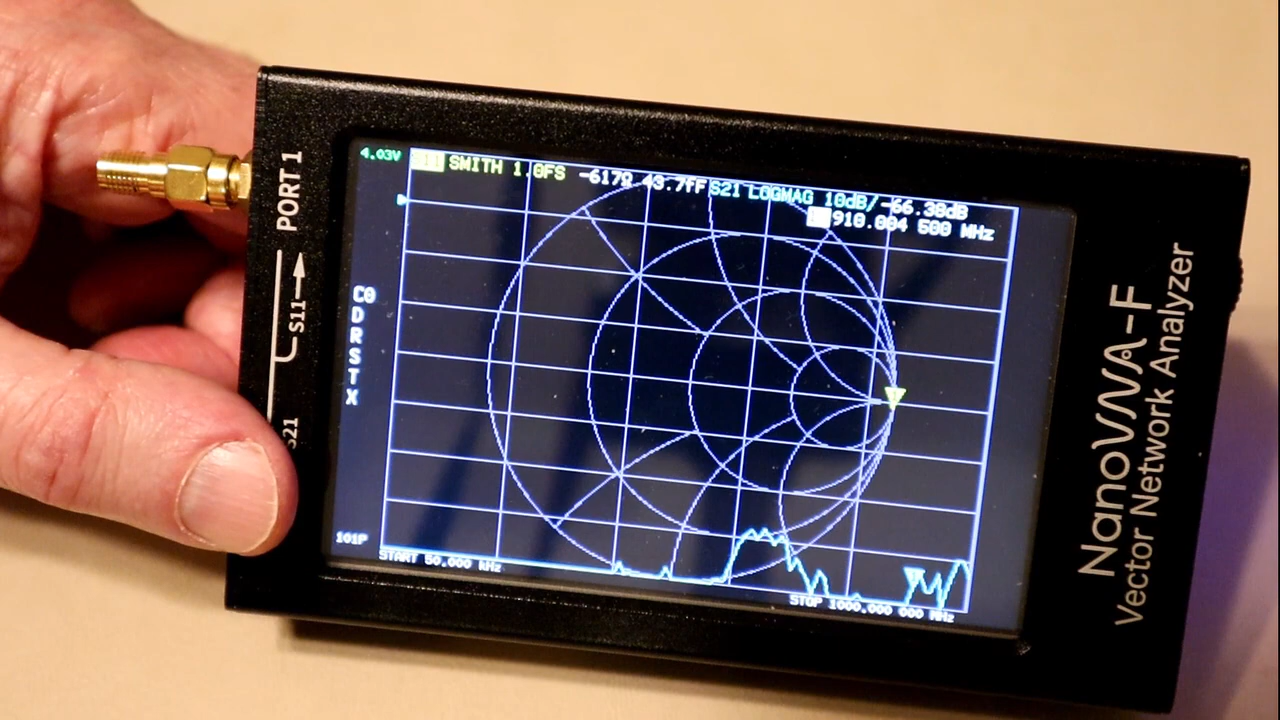 4.03V
S11 SMITH 1.0FS -617Ω 43.7fF S21 LOGMAG 10dB/ -66.38dB
910.004 500 MHz
C0
D
R
S
T
X
101P
START 50.000 kHz
STOP 1000.000 000 MHz
PORT 1
S11
S21
NanoVNA-F
Vector Network Analyzer